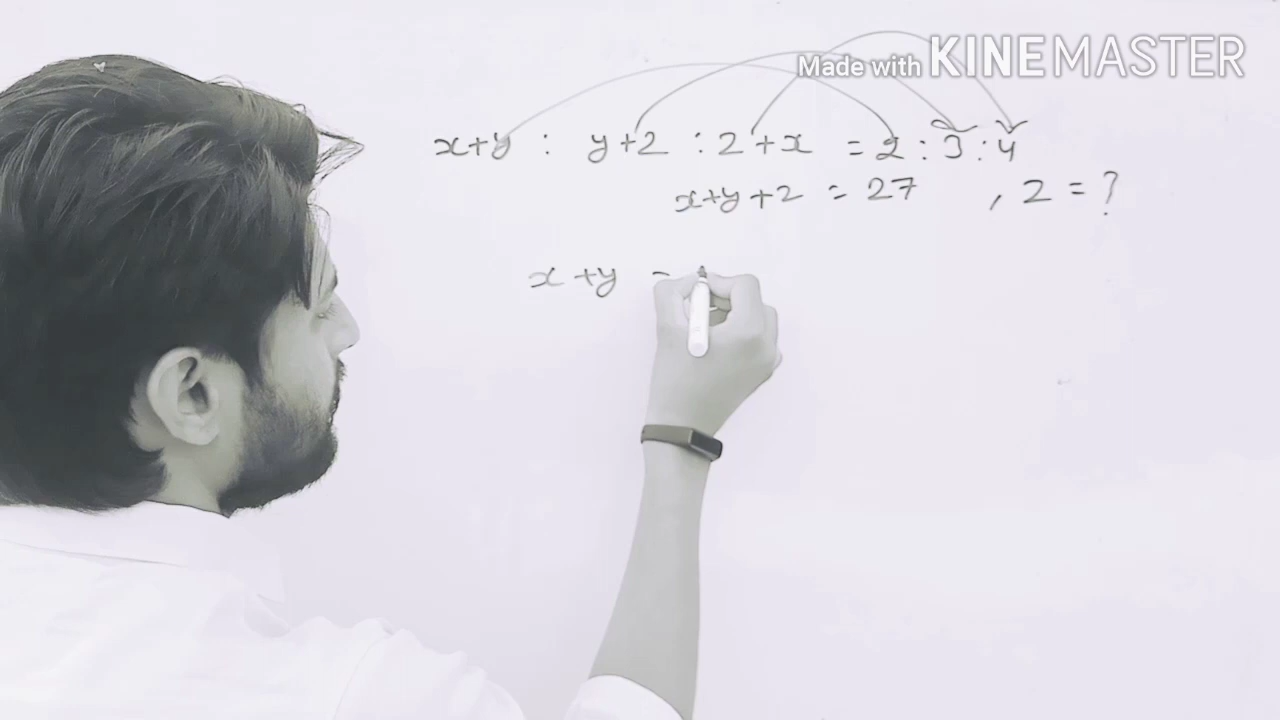 Made with KINEMASTER
x+y : y+z : z+x = 2:3:4
x+y+z = 27 , z = ?
x+y =